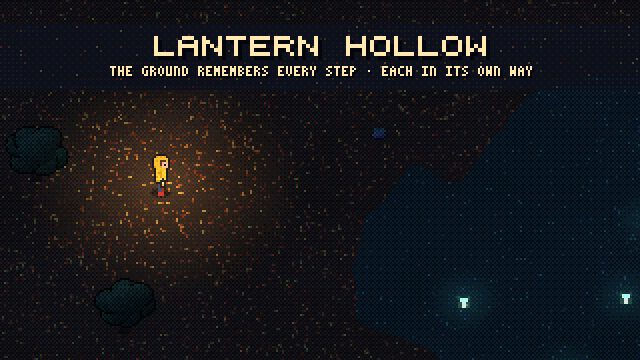 LANTERN HOLLOW
THE GROUND REMEMBERS EVERY STEP · EACH IN ITS OWN WAY